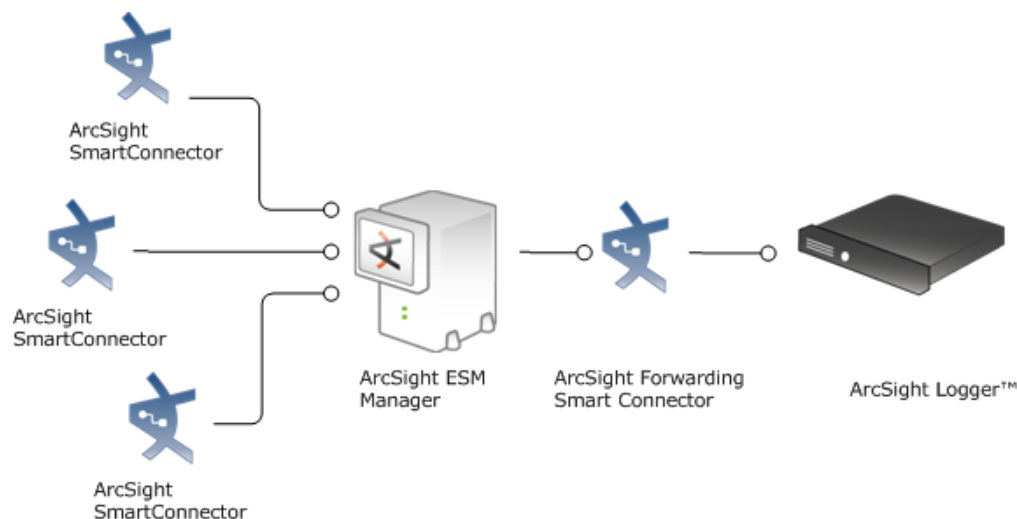 ArcSight
SmartConnector
ArcSight
SmartConnector
ArcSight
SmartConnector
ArcSight ESM
Manager
ArcSight Forwarding
Smart Connector
ArcSight Logger™